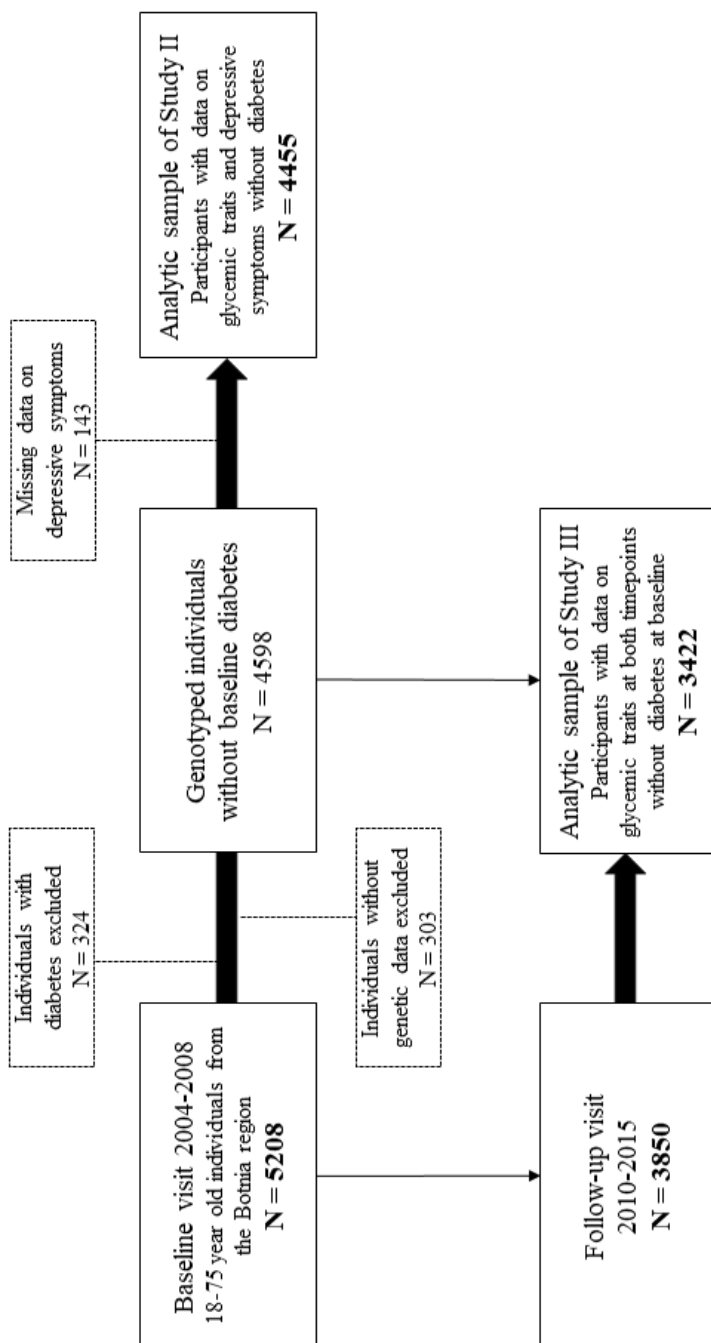 Individuals with
diabetes excluded
N = 324
Missing data on
depressive symptoms
N = 143
Baseline visit 2004-2008
18-75 year old individuals from
the Botnia region
N = 5208
Genotyped individuals
without baseline diabetes
N = 4598
Analytic sample of Study II
Participants with data on
glycemic traits and depressive
symptoms without diabetes
N = 4455
Individuals without
genetic data excluded
N = 303
Follow-up visit
2010-2015
N = 3850
Analytic sample of Study III
Participants with data on
glycemic traits at both timepoints
without diabetes at baseline
N = 3422